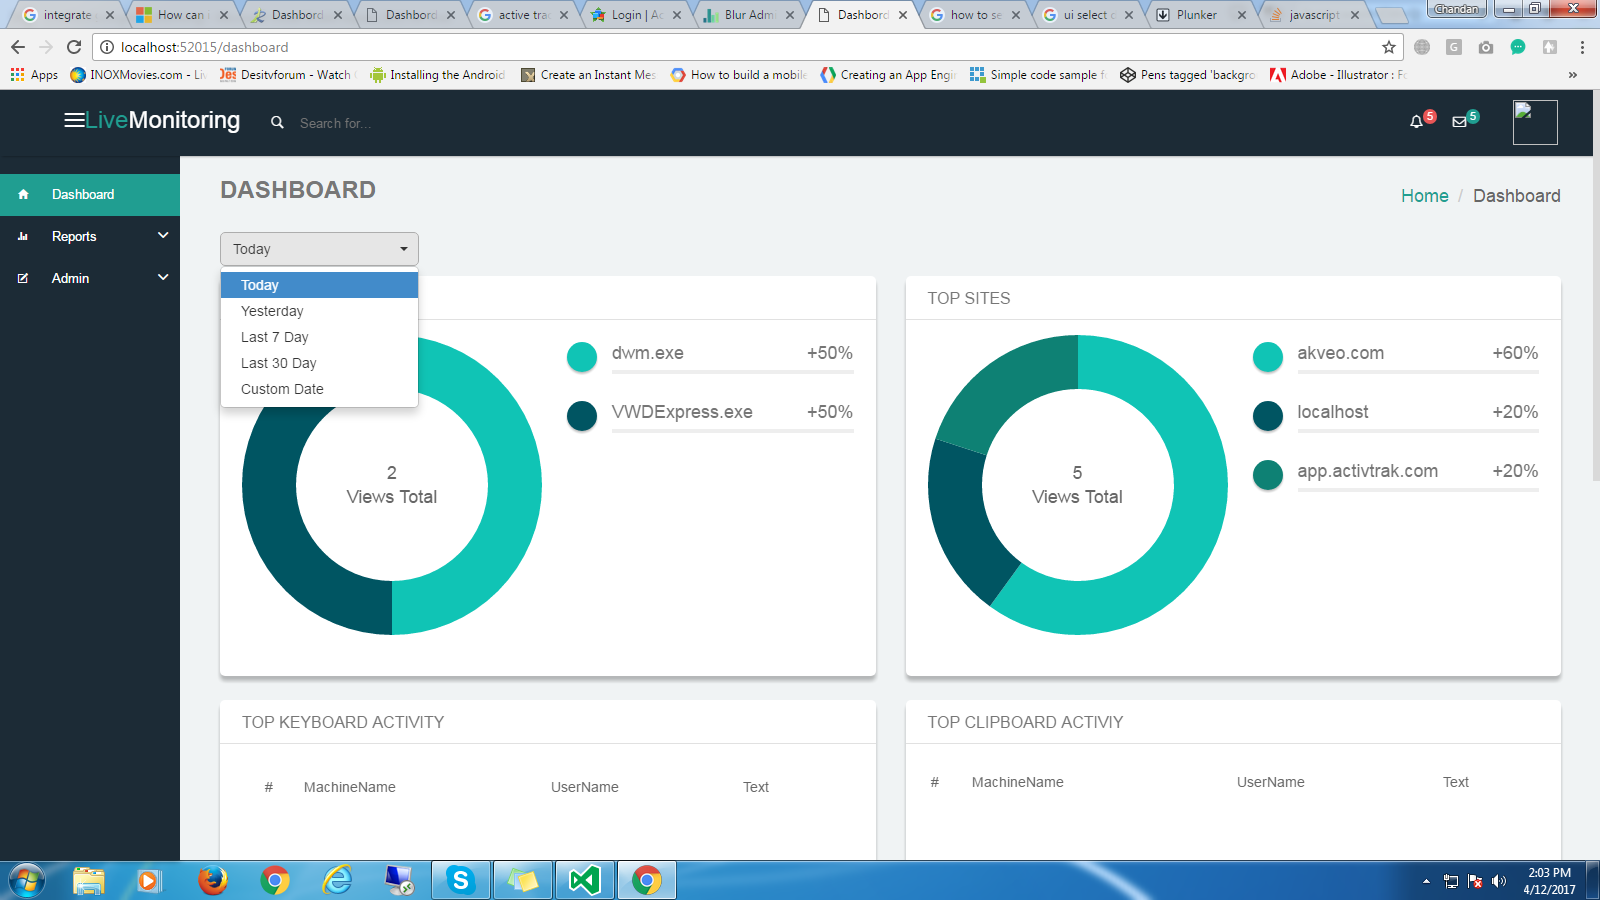 integrate
How can
Dashboard
Dashboard
active trac
Login | Ac
Blur Admi
Dashboard
how to se
ui select
Plunker
javascript
Chandan
localhost:52015/dashboard
Apps
INOXMovies.com - Liv
Desitvforum - Watch
Installing the Android
Create an Instant Mes
How to build a mobile
Creating an App Engin
Simple code sample f
Pens tagged 'backgro
Adobe - Illustrator : Fo
»
LiveMonitoring
Search for...
5
5
Dashboard
Reports
Admin
DASHBOARD
Home / Dashboard
Today
Today
Yesterday
Last 7 Day
Last 30 Day
Custom Date
dwm.exe +50%
VWDExpress.exe +50%
2
Views Total
TOP SITES
akveo.com +60%
localhost +20%
app.activtrak.com +20%
5
Views Total
TOP KEYBOARD ACTIVITY
# MachineName UserName Text
TOP CLIPBOARD ACTIVIY
# MachineName UserName Text
2:03 PM
4/12/2017